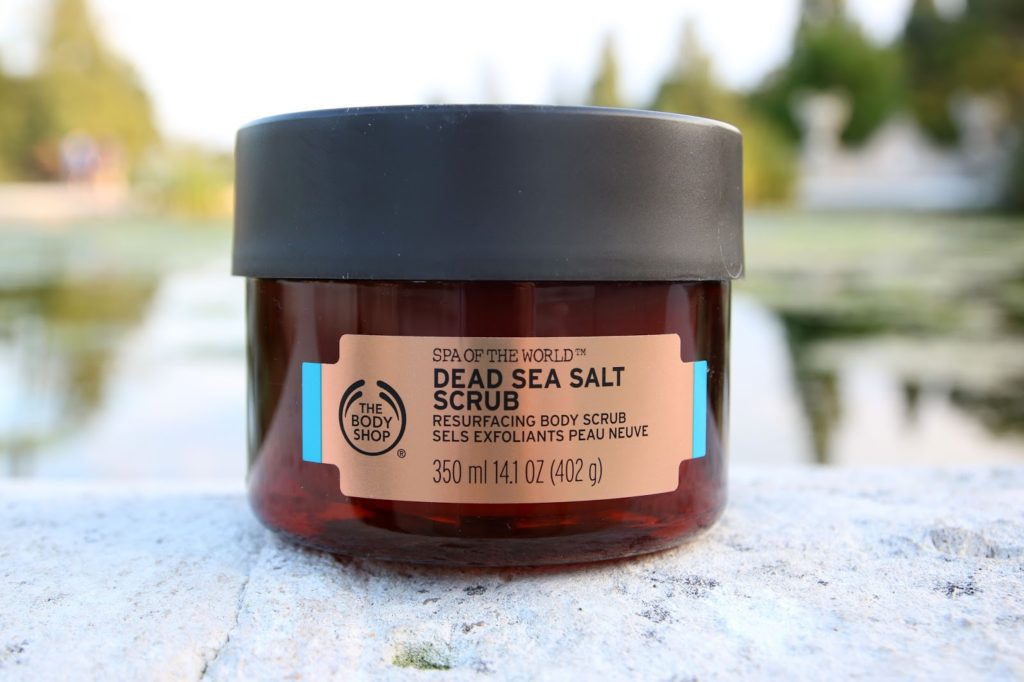 THE
BODY
SHOP
®
SPA OF THE WORLD™
DEAD SEA SALT
SCRUB
RESURFACING BODY SCRUB
SELS EXFOLIANTS PEAU NEUVE
350 ml 14.1 OZ (402 g)